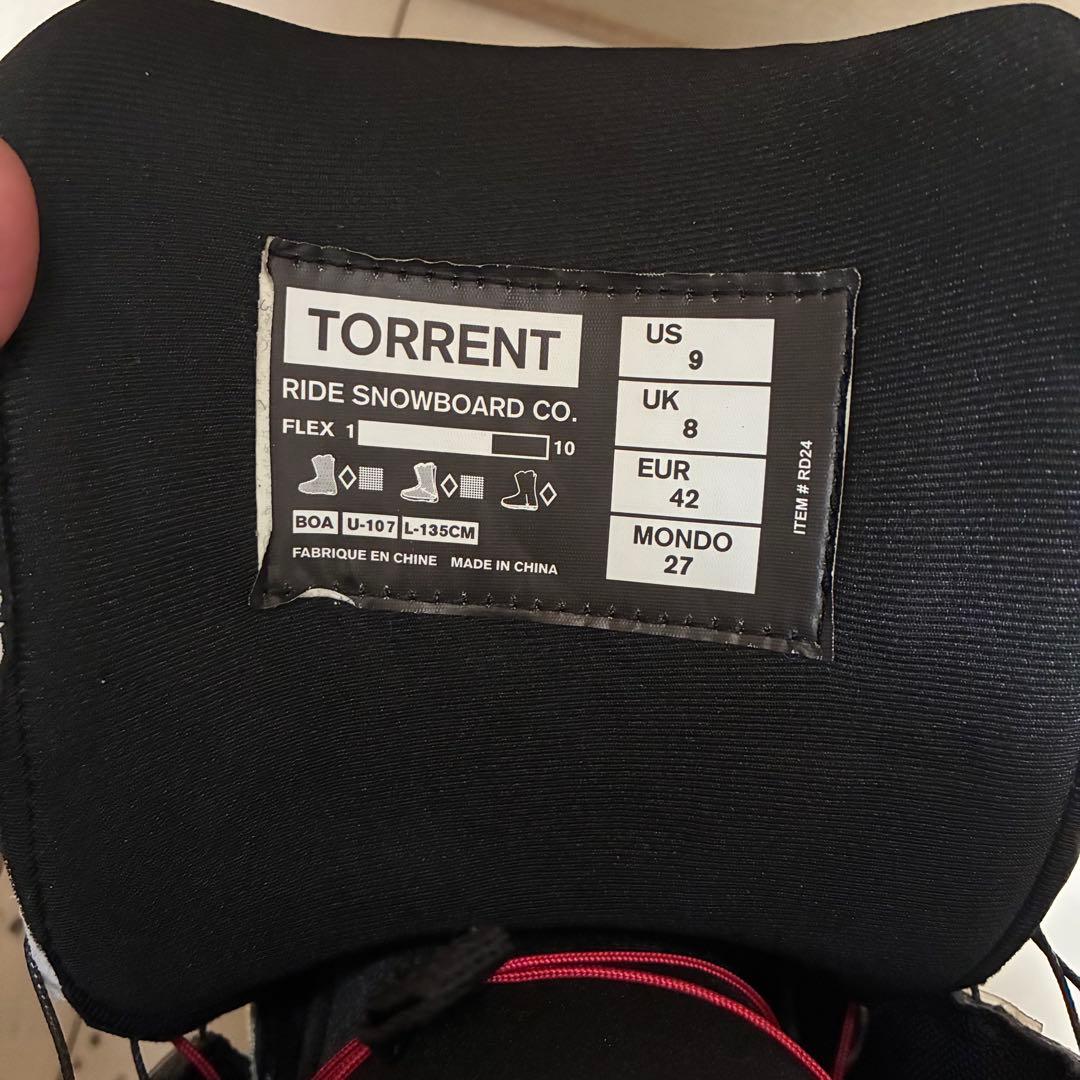 TORRENT
RIDE SNOWBOARD CO.
FLEX 1 10
BOA U-107 L-135CM
FABRIQUE EN CHINE MADE IN CHINA
US
9
UK
8
EUR
42
MONDO
27
ITEM # RD24